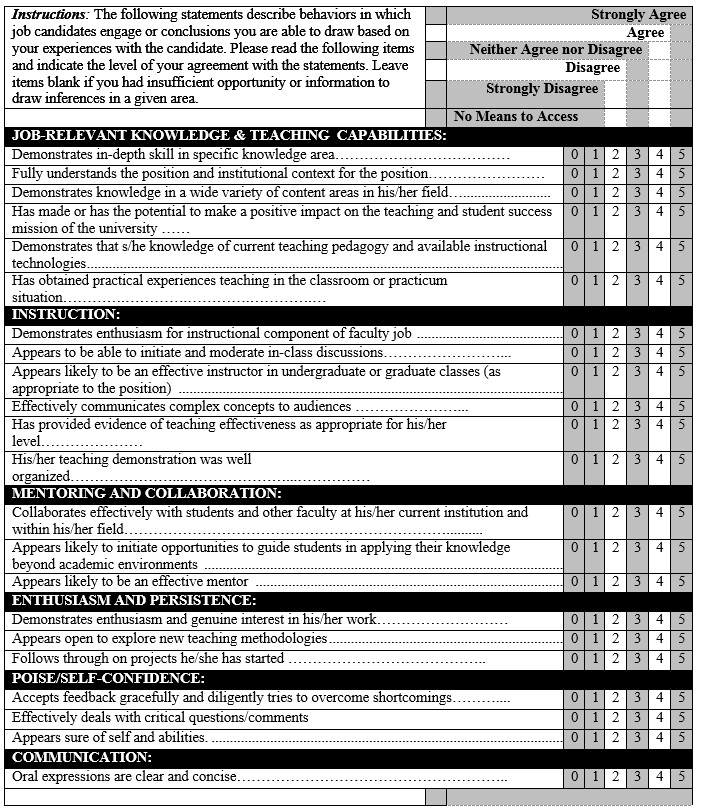 Instructions: The following statements describe behaviors in which
job candidates engage or conclusions you are able to draw based on
your experiences with the candidate. Please read the following items
and indicate the level of your agreement with the statements. Leave
items blank if you had insufficient opportunity or information to
draw inferences in a given area.
Strongly Agree
Agree
Neither Agree nor Disagree
Disagree
Strongly Disagree
No Means to Access
JOB-RELEVANT KNOWLEDGE & TEACHING CAPABILITIES:
Demonstrates in-depth skill in specific knowledge area…………………………………… 0 1 2 3 4 5
Fully understands the position and institutional context for the position……………………… 0 1 2 3 4 5
Demonstrates knowledge in a wide variety of content areas in his/her field…..................... 0 1 2 3 4 5
Has made or has the potential to make a positive impact on the teaching and student success 0 1 2 3 4 5
mission of the university ……
Demonstrates that s/he knowledge of current teaching pedagogy and available instructional 0 1 2 3 4 5
technologies.....................................................................................
Has obtained practical experiences teaching in the classroom or practicum 0 1 2 3 4 5
situation…………………………………………………
INSTRUCTION:
Demonstrates enthusiasm for instructional component of faculty job ........................................ 0 1 2 3 4 5
Appears to be able to initiate and moderate in-class discussions……………………... 0 1 2 3 4 5
Appears likely to be an effective instructor in undergraduate or graduate classes (as 0 1 2 3 4 5
appropriate to the position) .....................................................................................
Effectively communicates complex concepts to audiences …………………... 0 1 2 3 4 5
Has provided evidence of teaching effectiveness as appropriate for his/her 0 1 2 3 4 5
level…………………
His/her teaching demonstration was well 0 1 2 3 4 5
organized…………………...……………………...……………
MENTORING AND COLLABORATION:
Collaborates effectively with students and other faculty at his/her current institution and 0 1 2 3 4 5
within his/her field………………………………………………………..........
Appears likely to initiate opportunities to guide students in applying their knowledge 0 1 2 3 4 5
beyond academic environments .....................................................................................
Appears likely to be an effective mentor ..................................................................................... 0 1 2 3 4 5
ENTHUSIASM AND PERSISTENCE:
Demonstrates enthusiasm and genuine interest in his/her work……………………… 0 1 2 3 4 5
Appears open to explore new teaching methodologies................................................................ 0 1 2 3 4 5
Follows through on projects he/she has started ………………………………….. 0 1 2 3 4 5
POISE/SELF-CONFIDENCE:
Accepts feedback gracefully and diligently tries to overcome shortcomings………..... 0 1 2 3 4 5
Effectively deals with critical questions/comments 0 1 2 3 4 5
Appears sure of self and abilities. ..................................................................................... 0 1 2 3 4 5
COMMUNICATION:
Oral expressions are clear and concise……………………………………………….. 0 1 2 3 4 5